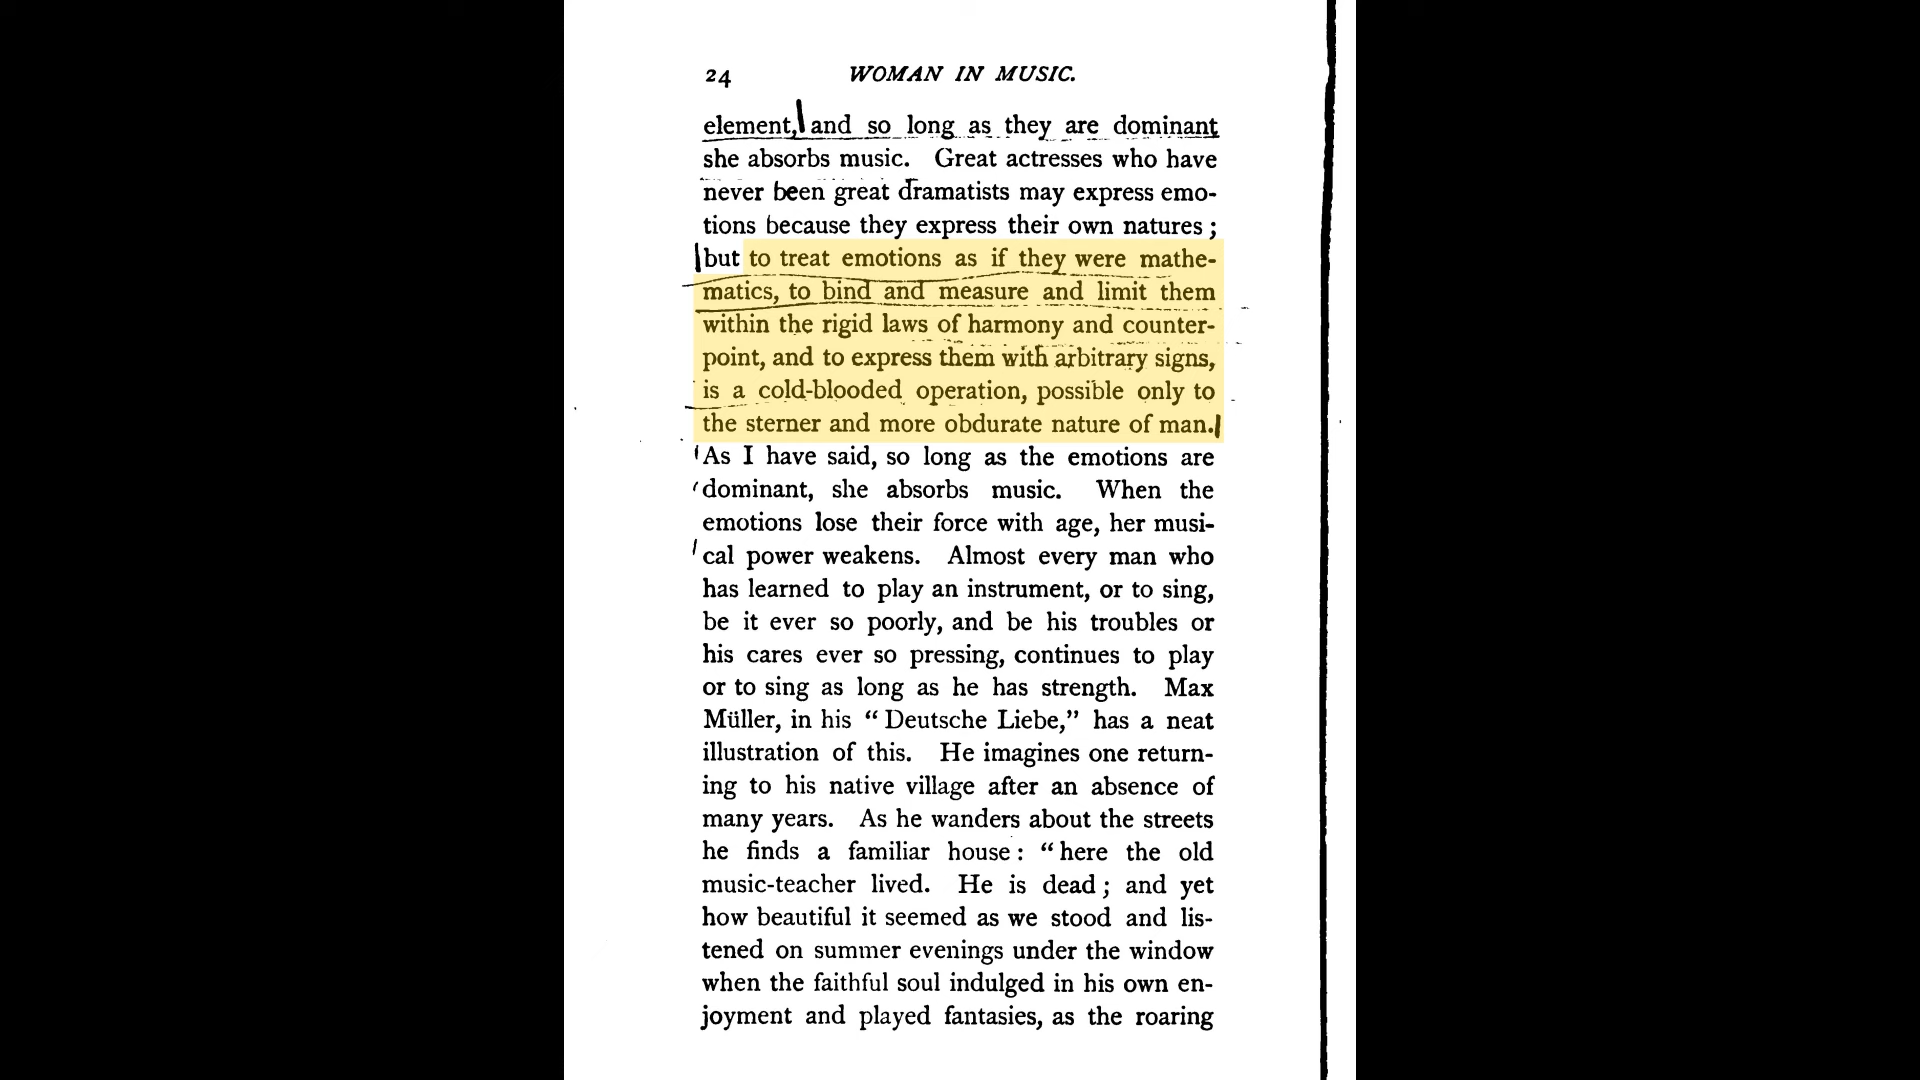 24 WOMAN IN MUSIC.
element, and so long as they are dominant
she absorbs music. Great actresses who have
never been great dramatists may express emo-
tions because they express their own natures ;
but to treat emotions as if they were mathe-
matics, to bind and measure and limit them
within the rigid laws of harmony and counter-
point, and to express them with arbitrary signs,
is a cold-blooded operation, possible only to
the sterner and more obdurate nature of man.
As I have said, so long as the emotions are
dominant, she absorbs music. When the
emotions lose their force with age, her musi-
cal power weakens. Almost every man who
has learned to play an instrument, or to sing,
be it ever so poorly, and be his troubles or
his cares ever so pressing, continues to play
or to sing as long as he has strength. Max
Müller, in his “ Deutsche Liebe,” has a neat
illustration of this. He imagines one return-
ing to his native village after an absence of
many years. As he wanders about the streets
he finds a familiar house : “ here the old
music-teacher lived. He is dead ; and yet
how beautiful it seemed as we stood and lis-
tened on summer evenings under the window
when the faithful soul indulged in his own en-
joyment and played fantasies, as the roaring